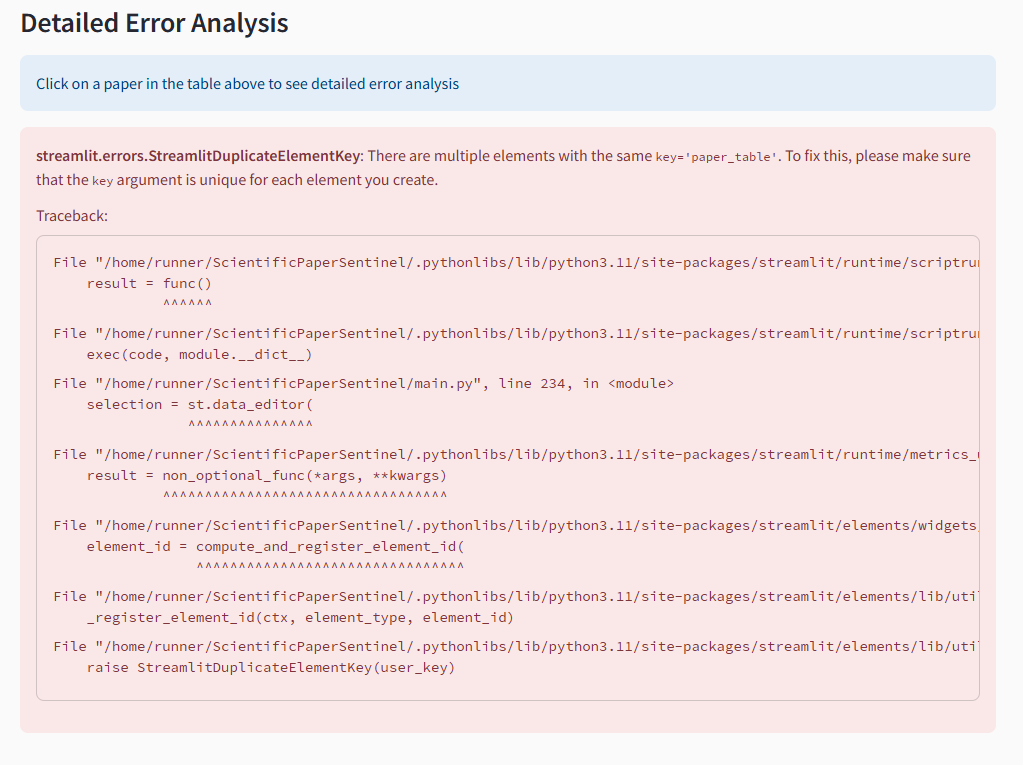 Detailed Error Analysis
Click on a paper in the table above to see detailed error analysis
streamlit.errors.StreamlitDuplicateElementKey: There are multiple elements with the same key='paper_table'. To fix this, please make sure
that the key argument is unique for each element you create.
Traceback:
File "/home/runner/ScientificPaperSentinel/.pythonlibs/lib/python3.11/site-packages/streamlit/runtime/scriptrun
result = func()
^^^^^^
File "/home/runner/ScientificPaperSentinel/.pythonlibs/lib/python3.11/site-packages/streamlit/runtime/scriptrun
exec(code, module.__dict__)
File "/home/runner/ScientificPaperSentinel/main.py", line 234, in <module>
selection = st.data_editor(
^^^^^^^^^^^^^^^
File "/home/runner/ScientificPaperSentinel/.pythonlibs/lib/python3.11/site-packages/streamlit/runtime/metrics_
result = non_optional_func(*args, **kwargs)
^^^^^^^^^^^^^^^^^^^^^^^^^^^^^^^^^^
File "/home/runner/ScientificPaperSentinel/.pythonlibs/lib/python3.11/site-packages/streamlit/elements/widgets
element_id = compute_and_register_element_id(
^^^^^^^^^^^^^^^^^^^^^^^^^^^^^^^^
File "/home/runner/ScientificPaperSentinel/.pythonlibs/lib/python3.11/site-packages/streamlit/elements/lib/uti
_register_element_id(ctx, element_type, element_id)
File "/home/runner/ScientificPaperSentinel/.pythonlibs/lib/python3.11/site-packages/streamlit/elements/lib/uti
raise StreamlitDuplicateElementKey(user_key)